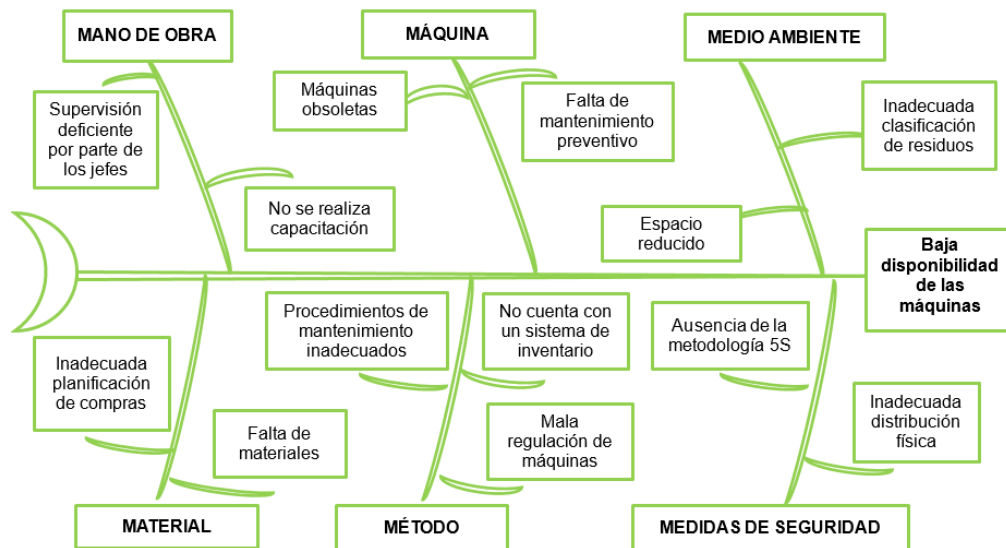 MANO DE OBRA
MÁQUINA
MEDIO AMBIENTE
Supervisión
deficiente
por parte de
los jefes
No se realiza
capacitación
Máquinas
obsoletas
Falta de
mantenimiento
preventivo
Inadecuada
clasificación
de residuos
Espacio
reducido
Baja
disponibilidad
de las
máquinas
Inadecuada
planificación
de compras
Falta de
materiales
Procedimientos de
mantenimiento
inadecuados
No cuenta con
un sistema de
inventario
Mala
regulación de
máquinas
Ausencia de la
metodología 5S
Inadecuada
distribución
física
MATERIAL
MÉTODO
MEDIDAS DE SEGURIDAD